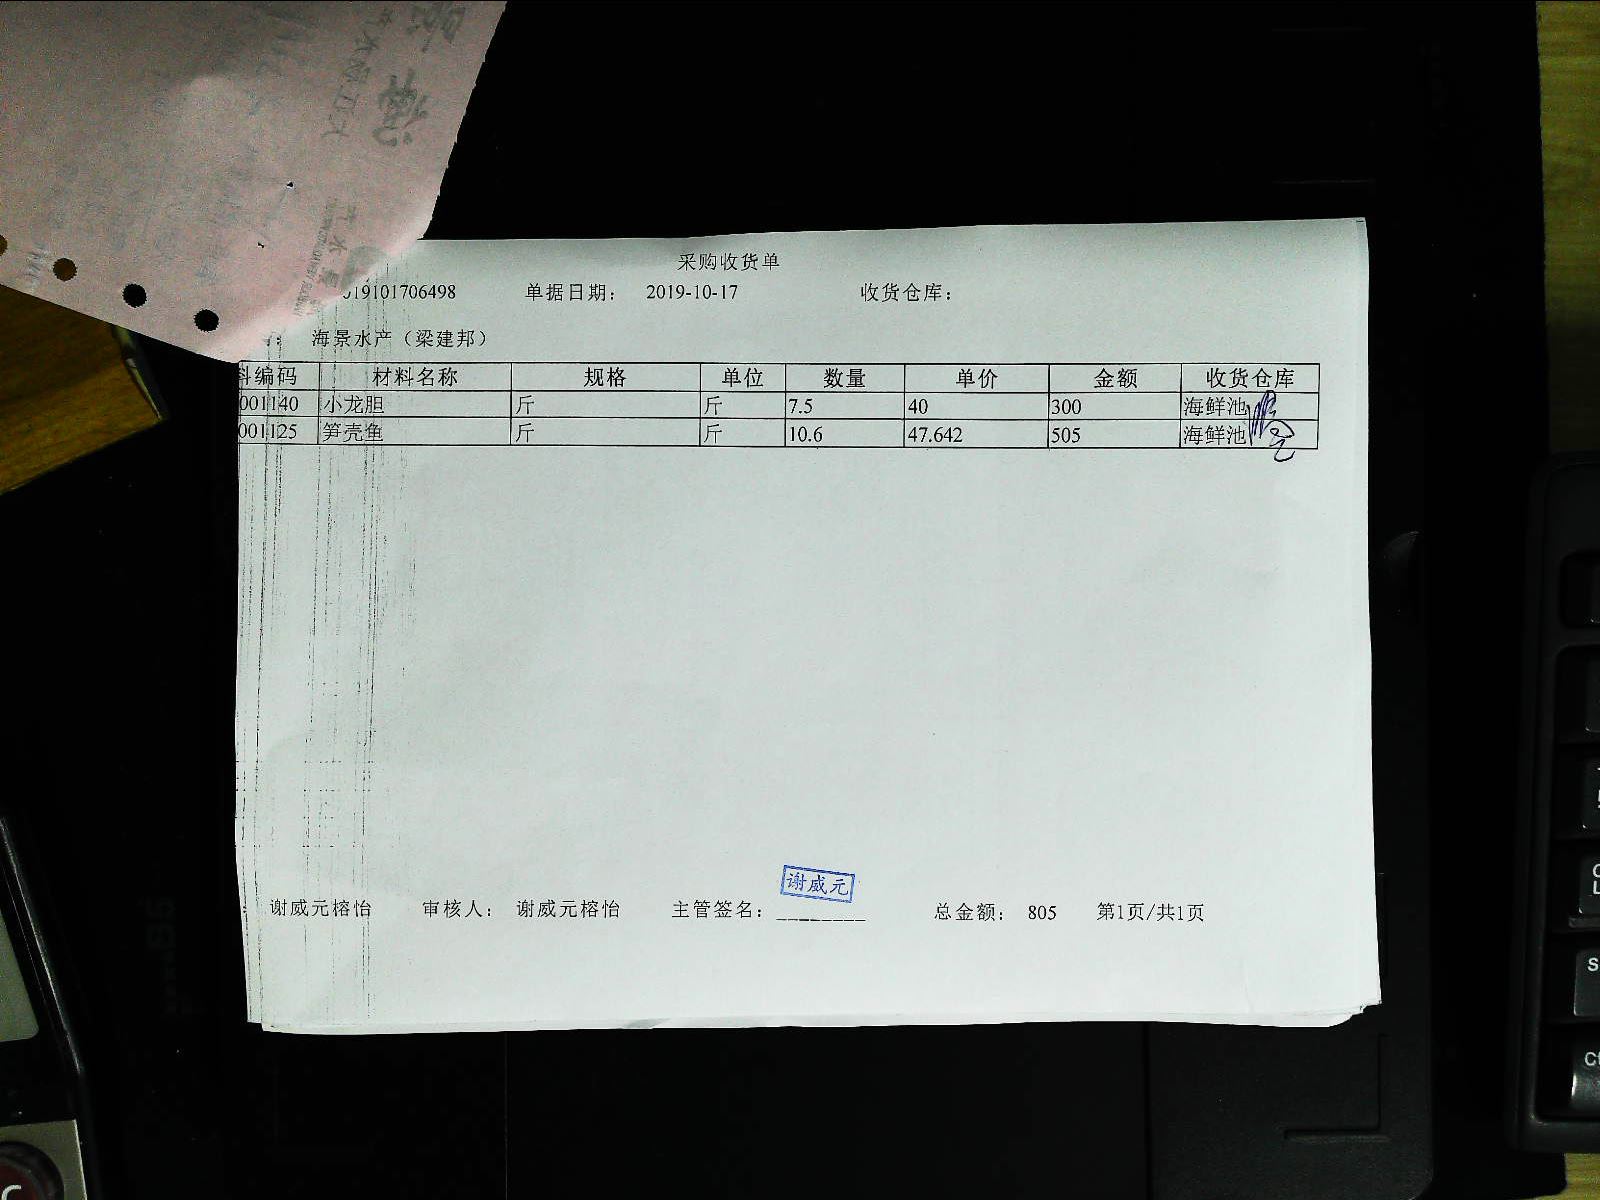 采购收货单
019101706498 单据日期： 2019-10-17 收货仓库：
海景水产（梁建邦）
料编码 材料名称 规格 单位 数量 单价 金额 收货仓库
001140 小龙胆 斤 斤 7.5 40 300 海鲜池
001125 笋壳鱼 斤 斤 10.6 47.642 505 海鲜池
谢威元
谢威元榕怡 审核人： 谢威元榕怡 主管签名： 总金额： 805 第1页/共1页